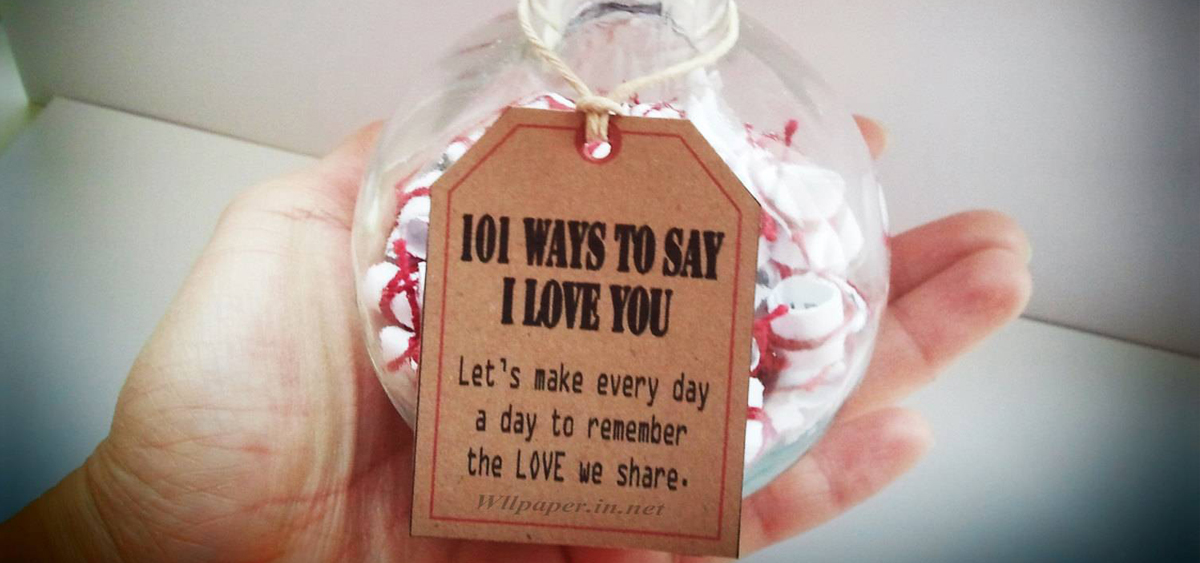 101 WAYS TO SAY
I LOVE YOU
Let's make every day
a day to remember
the LOVE we share.
Wllpaper.in.net